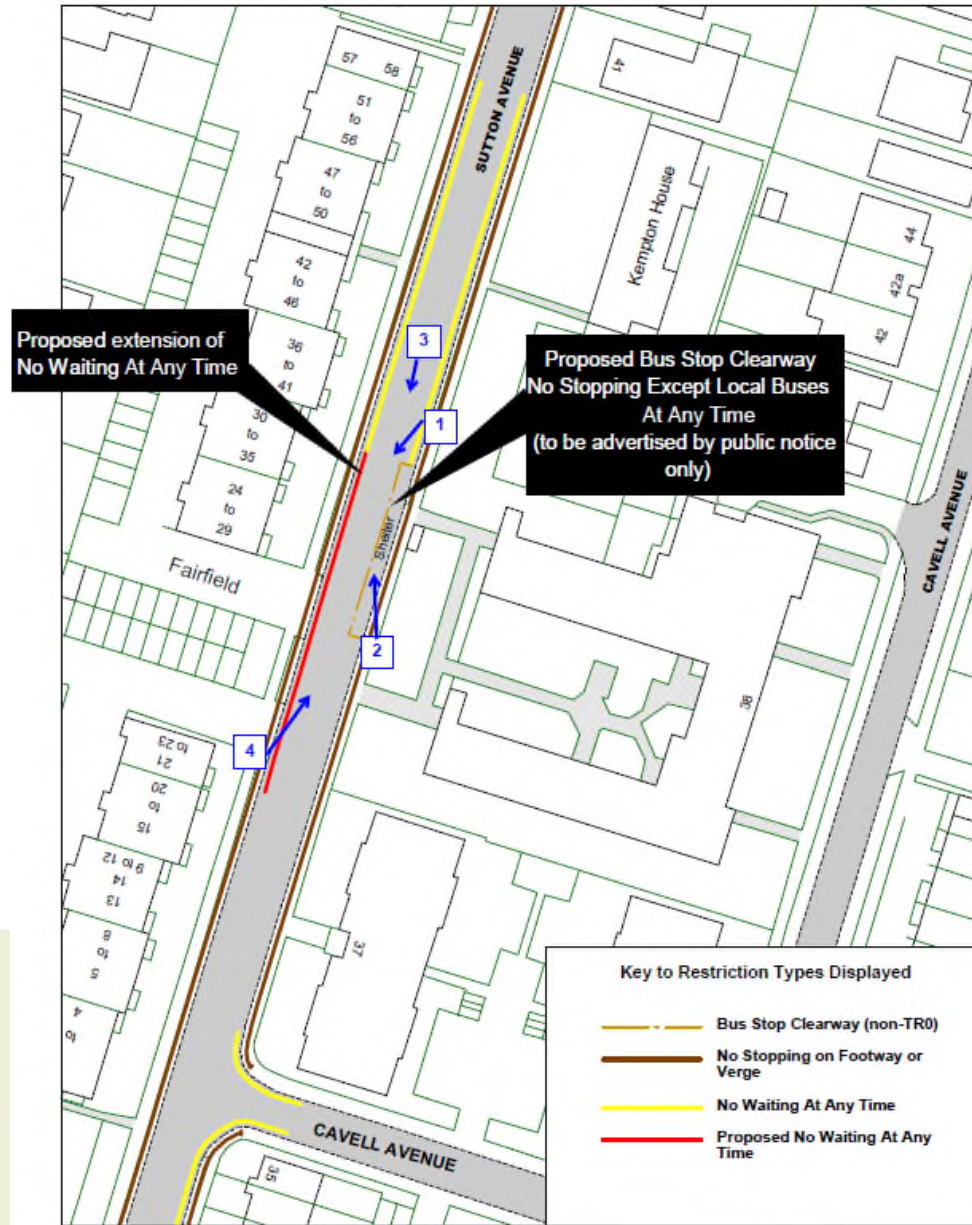 57 58
51
to
56
47
to
50
42
to
46
36
to
41
30
to
35
24
to
29
Fairfield
SUTTON AVENUE
41
Kempton House
44
42a
42
Proposed extension of
No Waiting At Any Time
3
1
Proposed Bus Stop Clearway
No Stopping Except Local Buses
At Any Time
(to be advertised by public notice
only)
Shelter
2
4
CAVELL AVENUE
38
21
to 23
20
to
15
9 to 12
14
13
8
to
5
4
to
37
CAVELL AVENUE
35
Key to Restriction Types Displayed
Bus Stop Clearway (non-TR0)
No Stopping on Footway or
Verge
No Waiting At Any Time
Proposed No Waiting At Any
Time